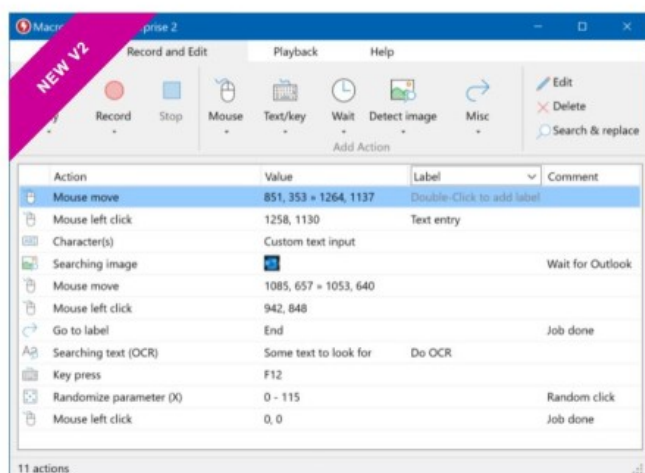 Macro
prise 2
NEW V2
Record and Edit Playback Help
y Record Stop Mouse Text/key Wait Detect image Misc
Edit
Delete
Search & replace
Add Action
Action Value Label Comment
Mouse move 851, 353 » 1264, 1137 Double-Click to add label
Mouse left click 1258, 1130 Text entry
Character(s) Custom text input
Searching image Wait for Outlook
Mouse move 1085, 657 » 1053, 640
Mouse left click 942, 848
Go to label End Job done
Searching text (OCR) Some text to look for Do OCR
Key press F12
Randomize parameter (X) 0 - 115 Random click
Mouse left click 0, 0 Job done
11 actions